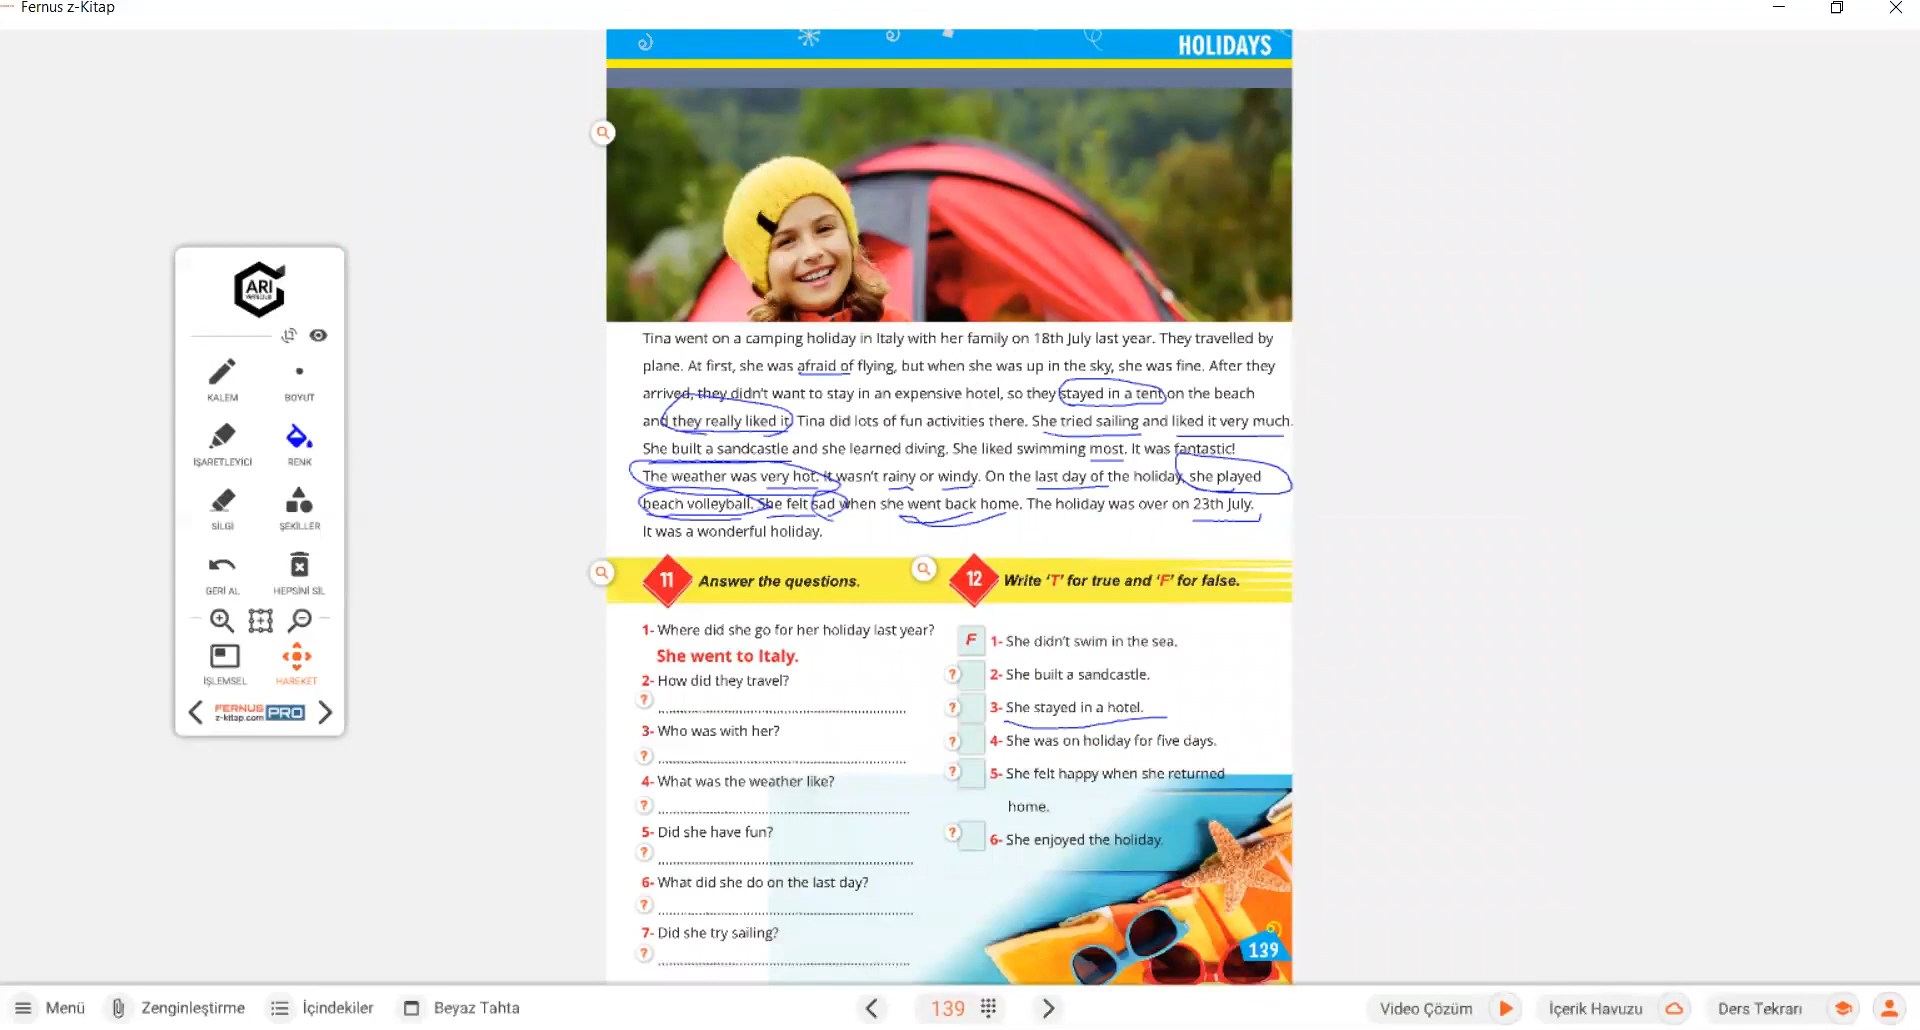 Fernus z-Kitap
HOLIDAYS
Tina went on a camping holiday in Italy with her family on 18th July last year. They travelled by
plane. At first, she was afraid of flying, but when she was up in the sky, she was fine. After they
arrived, they didn't want to stay in an expensive hotel, so they stayed in a tent on the beach
and they really liked it. Tina did lots of fun activities there. She tried sailing and liked it very much.
She built a sandcastle and she learned diving. She liked swimming most. It was fantastic!
The weather was very hot. It wasn't rainy or windy. On the last day of the holiday, she played
beach volleyball. She felt sad when she went back home. The holiday was over on 23th July.
It was a wonderful holiday.
11 Answer the questions.
1- Where did she go for her holiday last year?
She went to Italy.
2- How did they travel?
?
3- Who was with her?
?
4- What was the weather like?
?
5- Did she have fun?
?
6- What did she do on the last day?
?
7- Did she try sailing?
?
12 Write 'T' for true and 'F' for false.
F 1- She didn't swim in the sea.
? 2- She built a sandcastle.
? 3- She stayed in a hotel.
? 4- She was on holiday for five days.
? 5- She felt happy when she returned
home.
? 6- She enjoyed the holiday.
139
ARI
KALEM BOYUT
İŞARETLEYİCİ RENK
SİLGİ ŞEKİLLER
GERİ AL HEPSİNİ SİL
İŞLEMSEL HAREKET
FERNUS PRO
z-kitap.com
Menü Zenginleştirme İçindekiler Beyaz Tahta 139 Video Çözüm İçerik Havuzu Ders Tekrarı